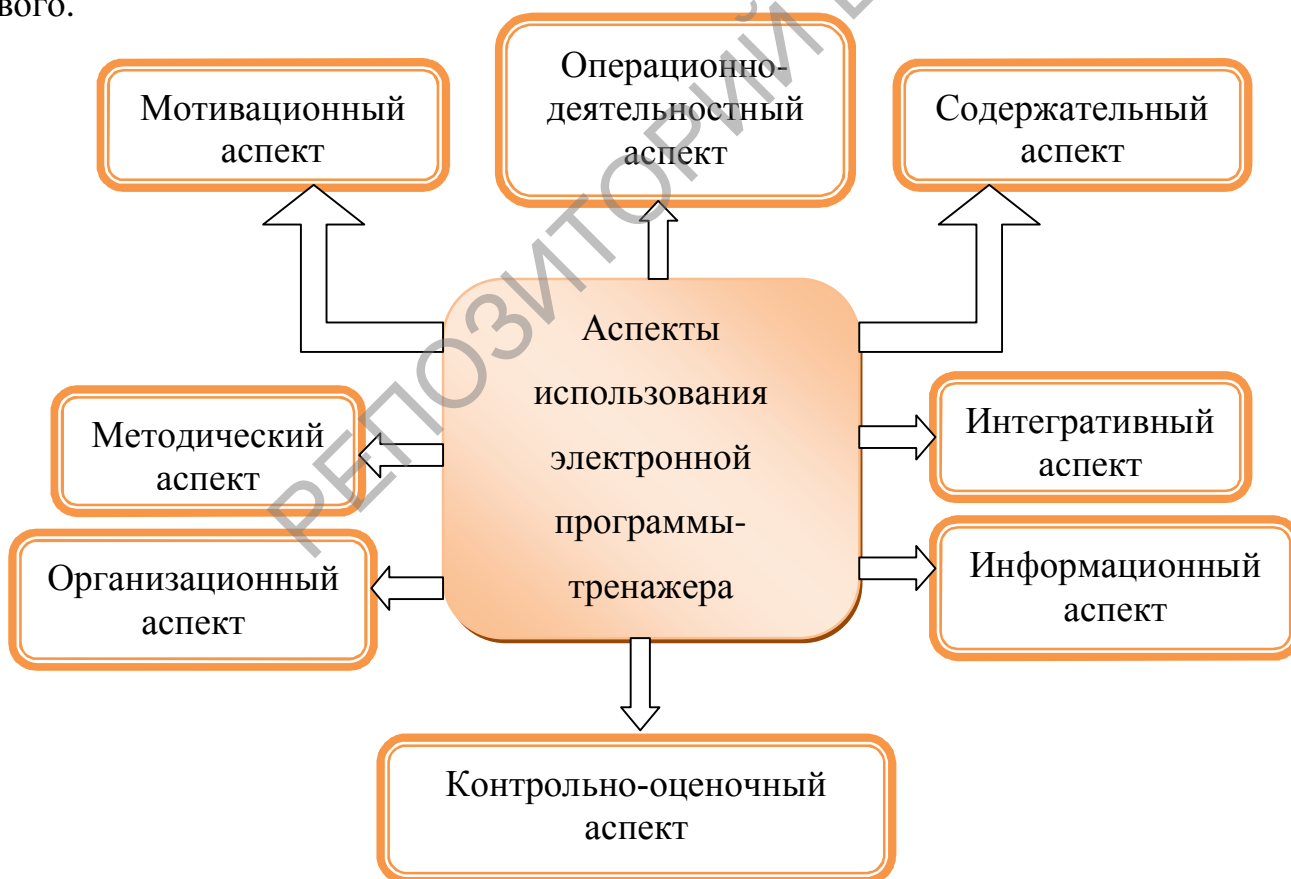 вого.
Операционно-
деятельностный
аспект
Мотивационный
аспект
Содержательный
аспект
Аспекты
использования
электронной
программы-
тренажера
Методический
аспект
Интегративный
аспект
Организационный
аспект
Информационный
аспект
Контрольно-оценочный
аспект
РЕПОЗИТОРИЙ